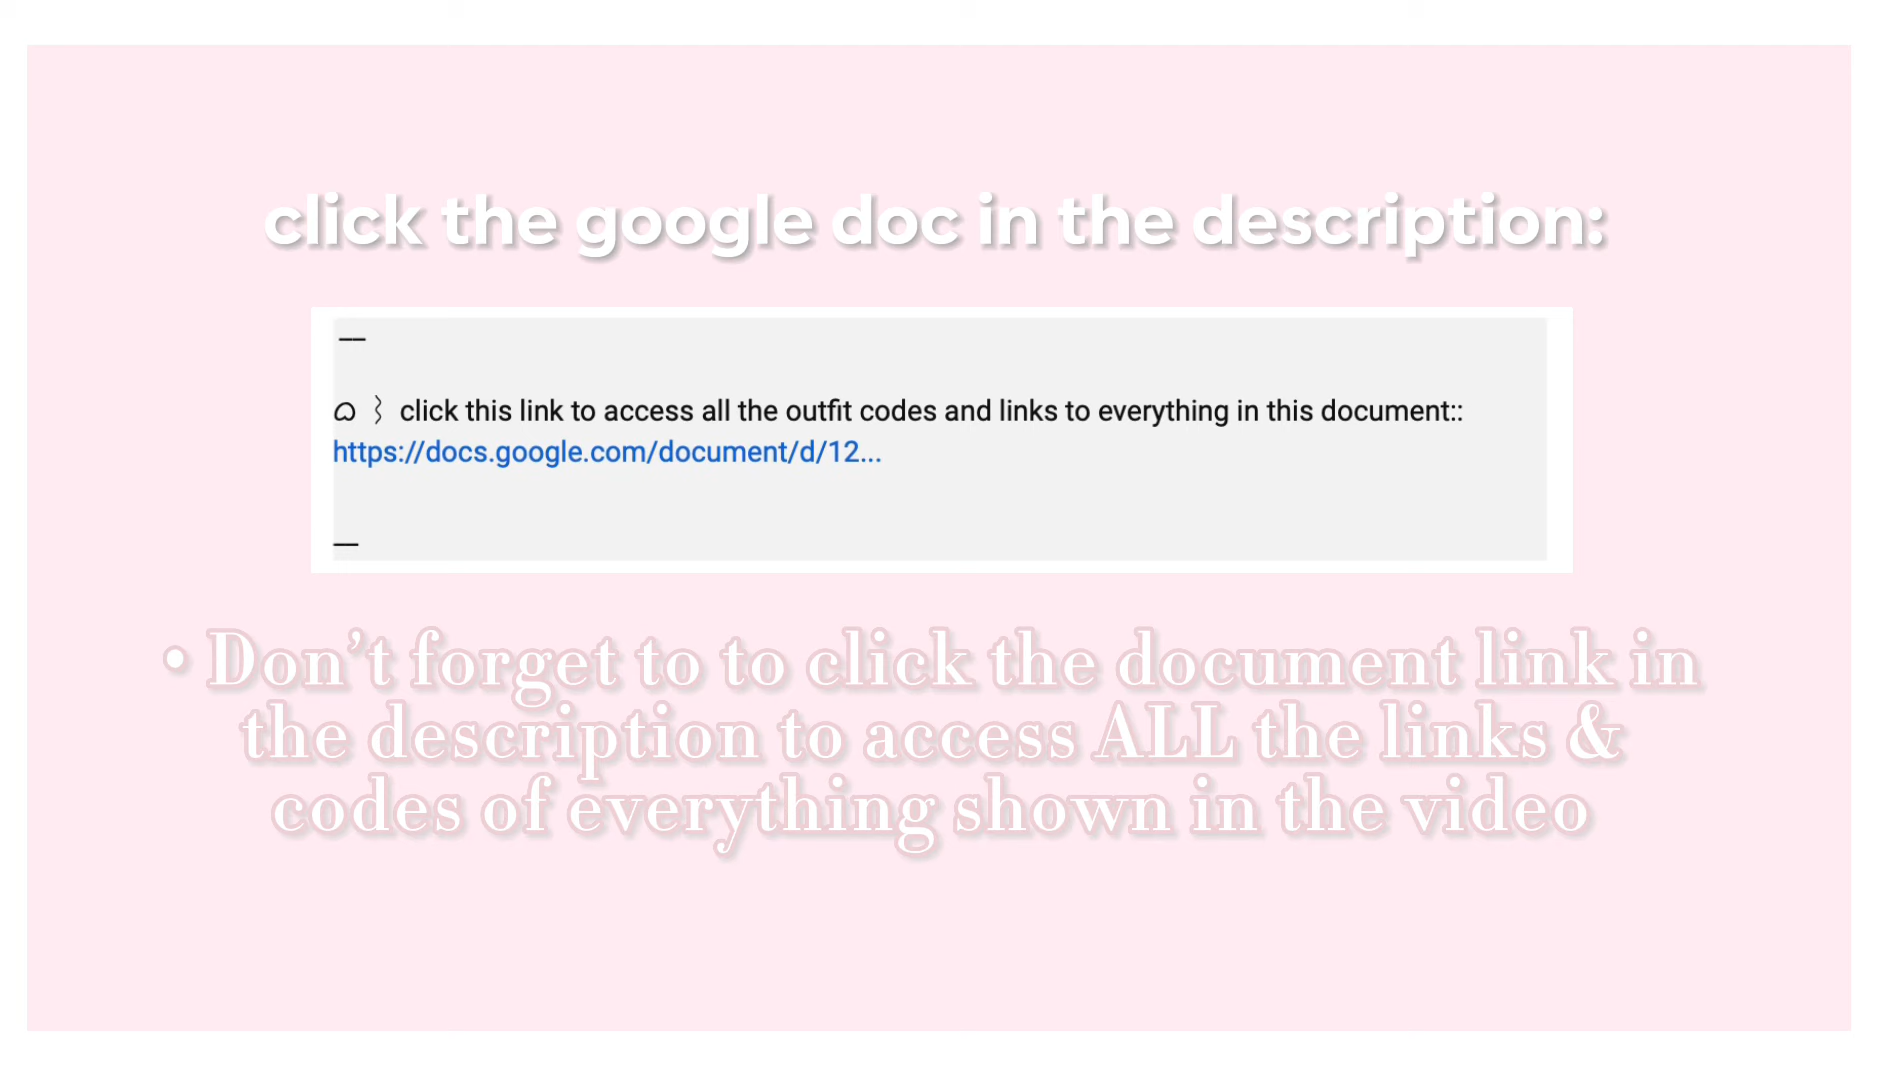 click the google doc in the description:
__
ᜊ ⌇ click this link to access all the outfit codes and links to everything in this document::
https://docs.google.com/document/d/12...
__
• Don’t forget to to click the document link in
the description to access ALL the links &
codes of everything shown in the video